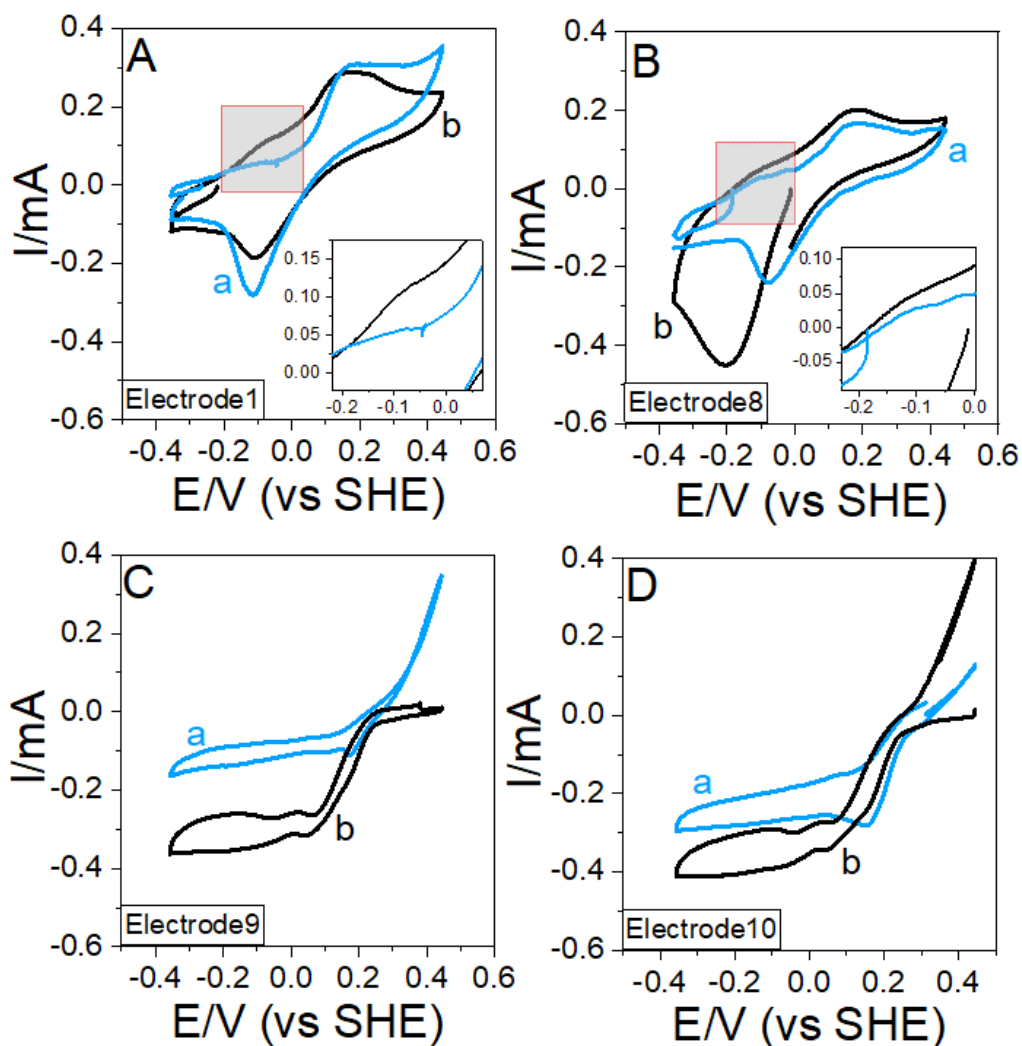 A
I/mA
0.4
0.2
0.0
-0.2
-0.4
-0.6
a
b
0.15
0.10
0.05
0.00
-0.2 -0.1 0.0
Electrode1
-0.4 -0.2 0.0 0.2 0.4 0.6
E/V (vs SHE)
B
I/mA
0.4
0.2
0.0
-0.2
-0.4
-0.6
a
b
0.10
0.05
0.00
-0.05
-0.2 -0.1 0.0
Electrode8
-0.4 -0.2 0.0 0.2 0.4 0.6
E/V (vs SHE)
C
I/mA
0.4
0.2
0.0
-0.2
-0.4
-0.6
a
b
Electrode9
-0.4 -0.2 0.0 0.2 0.4 0.6
E/V (vs SHE)
D
I/mA
0.4
0.2
0.0
-0.2
-0.4
-0.6
a
b
Electrode10
-0.4 -0.2 0.0 0.2 0.4
E/V (vs SHE)